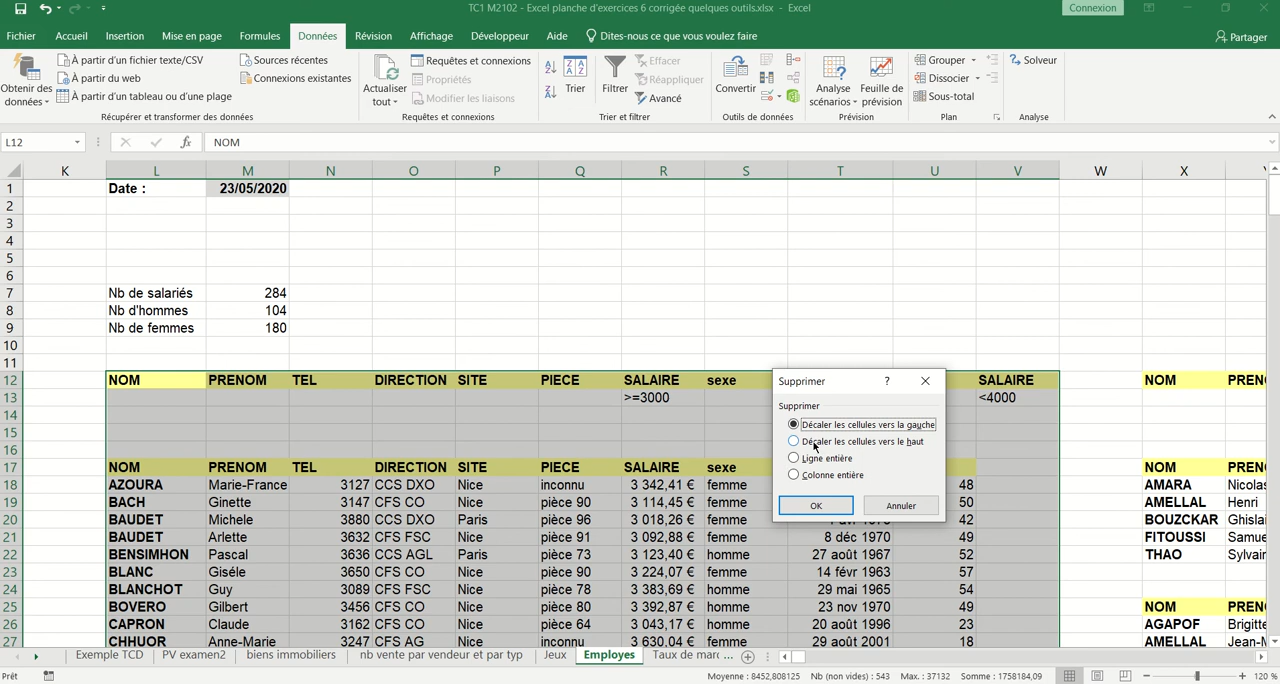 TC1 M2102 - Excel planche d'exercices 6 corrigée quelques outils.xlsx - Excel
Connexion
Fichier Accueil Insertion Mise en page Formules Données Révision Affichage Développeur Aide Dites-nous ce que vous voulez faire Partager
À partir d'un fichier texte/CSV Sources récentes Requêtes et connexions Effacer Grouper Solveur
À partir du web Connexions existantes Propriétés Réappliquer Dissocier
Obtenir des données À partir d'un tableau ou d'une plage Actualiser tout Modifier les liaisons Trier Filtrer Avancé Convertir Analyse scénarios Feuille de prévision Sous-total
Récupérer et transformer des données Requêtes et connexions Trier et filtrer Outils de données Prévision Plan Analyse
L12 fx NOM
K L M N O P Q R S T U V W X
1 Date : 23/05/2020
2
3
4
5
6
7 Nb de salariés 284
8 Nb d'hommes 104
9 Nb de femmes 180
10
11
12 NOM PRENOM TEL DIRECTION SITE PIECE SALAIRE sexe SALAIRE NOM PREN
13 >=3000 <4000
14
15
16
17 NOM PRENOM TEL DIRECTION SITE PIECE SALAIRE sexe NOM PREN
18 AZOURA Marie-France 3127 CCS DXO Nice inconnu 3 342,41 € femme 48 AMARA Nicolas
19 BACH Ginette 3446 CFS CO Nice pièce 90 3 114,45 € femme 50 AMELLAL Henri
20 BAUDET Michele 3880 CCS DXO Paris pièce 96 3 018,26 € femme 42 BOUZCKAR Ghislai
21 BAUDET Arlette 3632 CFS FSC Nice pièce 91 3 092,88 € femme 8 déc 1970 49 FITOUSSI Samue
22 BENSIMHON Pascal 3636 CCS AGL Paris pièce 73 3 123,40 € homme 27 août 1967 52 THAO Sylvair
23 BLANC Giséle 3650 CFS CO Nice pièce 90 3 224,07 € femme 14 févr 1963 57
24 BLANCHOT Guy 3089 CFS FSC Nice pièce 78 3 383,69 € homme 29 mai 1965 54
25 BOVERO Gilbert 3456 CFS CO Nice pièce 80 3 392,87 € homme 23 nov 1970 49 NOM PREN
26 CAPRON Claude 3162 CFS CO Nice pièce 64 3 043,17 € homme 20 août 1996 23 AGAPOF Brigitte
27 CHHUOR Anne-Marie 3247 CFS AG Nice inconnu 3 630,04 € femme 29 août 2001 18 AMELLAL Jean-M
Supprimer ?
Supprimer
Décaler les cellules vers la gauche
Décaler les cellules vers le haut
Ligne entière
Colonne entière
OK Annuler
Exemple TCD PV examen2 biens immobiliers nb vente par vendeur et par typ Jeux Employes Taux de marc ...
Prêt Moyenne : 8452,808125 Nb (non vides) : 543 Max. : 37132 Somme : 1758184,09 120 %